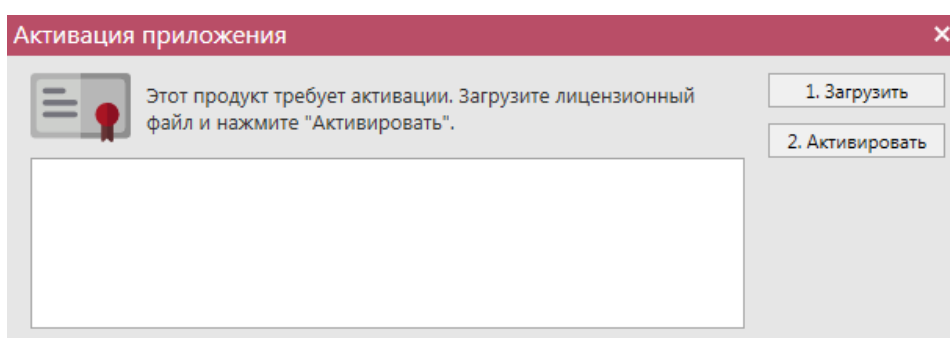 Активация приложения
Этот продукт требует активации. Загрузите лицензионный
файл и нажмите "Активировать".
1. Загрузить
2. Активировать